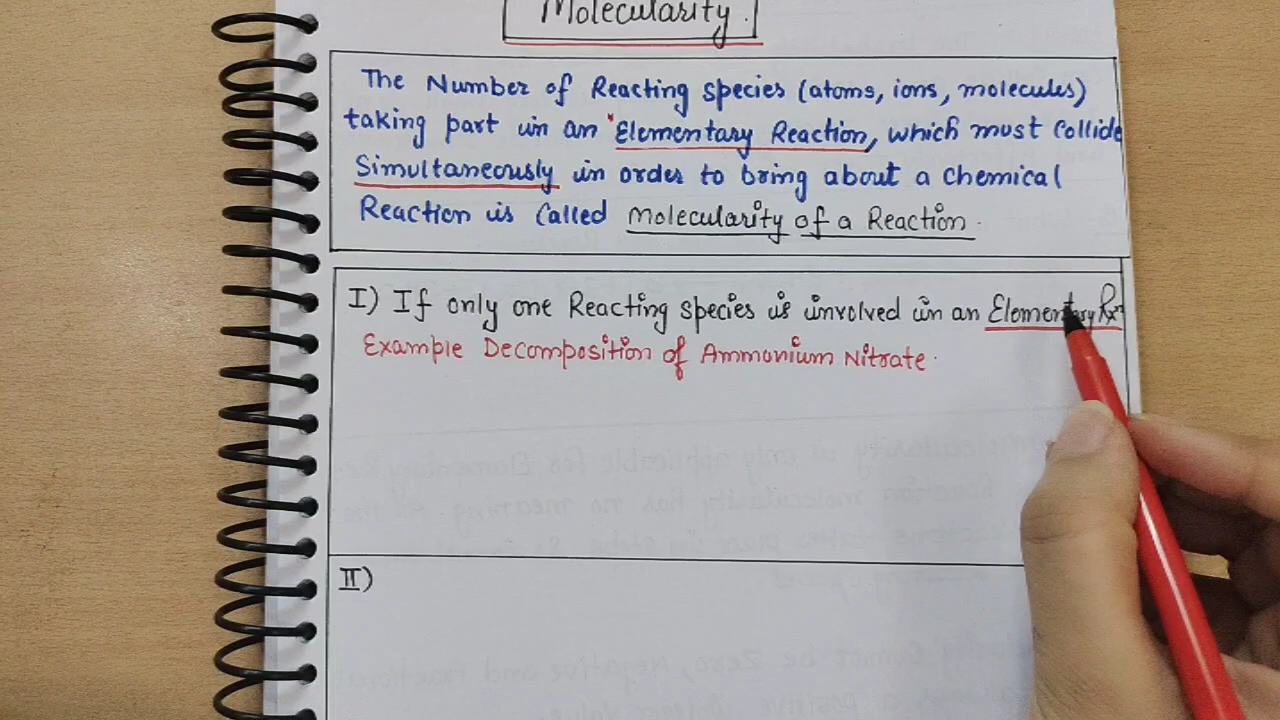 Molecularity.
The Number of Reacting species (atoms, ions, molecules)
taking part in an Elementary Reaction, which must Collide
Simultaneously in order to bring about a Chemical
Reaction is Called Molecularity of a Reaction.
I) If only one Reacting species is involved in an Elementary Rxn
Example Decomposition of Ammonium Nitrate.
II)